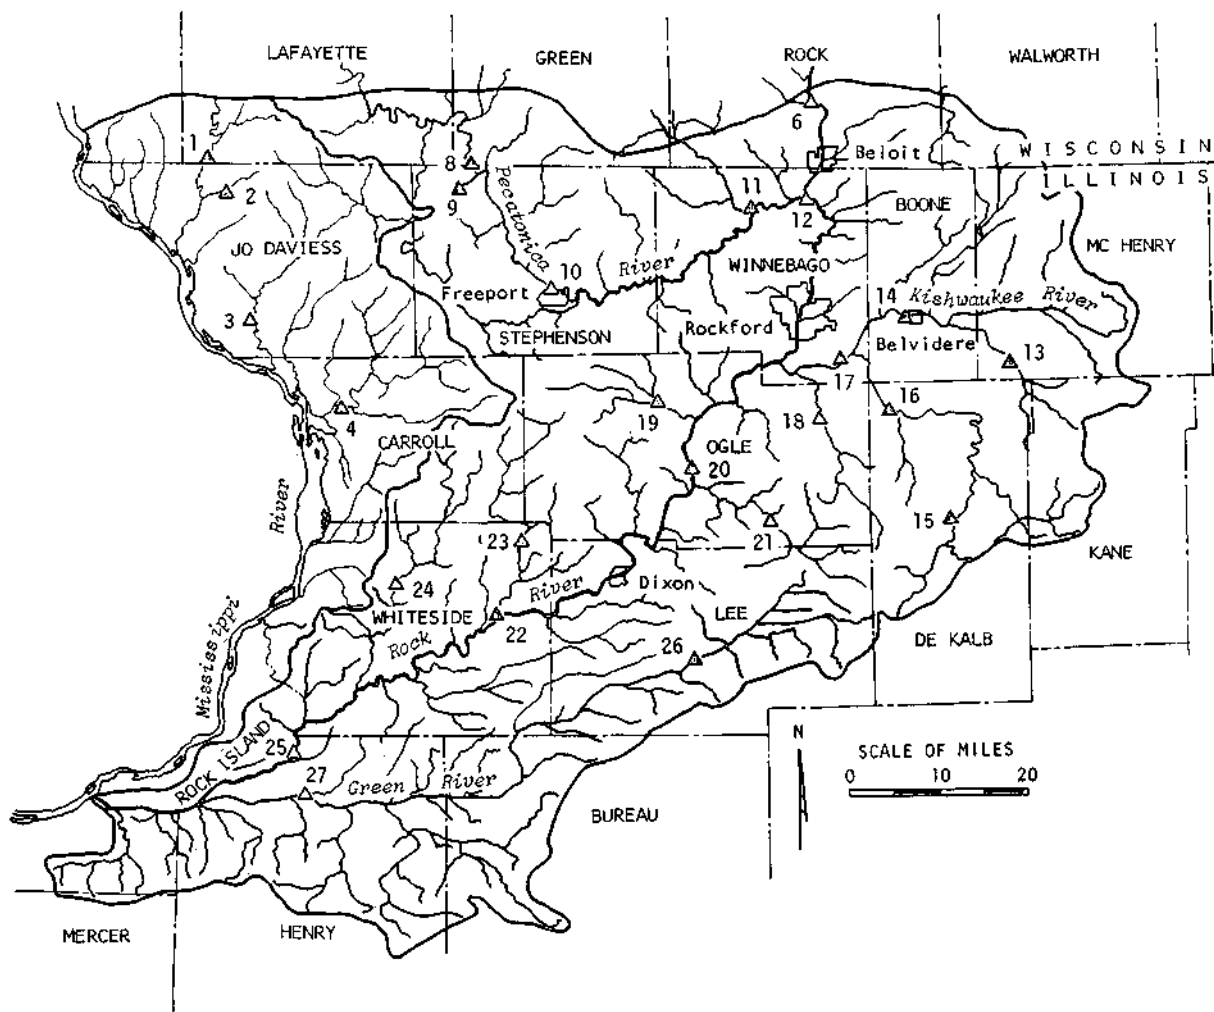 LAFAYETTE
GREEN
ROCK
WALWORTH
6
1
8
Beloit
WISCONSIN
ILLINOIS
2
9
Pecatonica
11
12
BOONE
JO DAVIESS
MC HENRY
10
River
WINNEBAGO
Freeport
14
Kishwaukee River
3
STEPHENSON
Rockford
Belvidere
13
17
4
19
18
16
CARROLL
OGLE
20
River
15
23
21
KANE
24
River
Dixon
WHITESIDE
22
LEE
DE KALB
Rock
26
Mississippi
N
ROCK ISLAND
25
SCALE OF MILES
27
Green River
0 10 20
BUREAU
MERCER
HENRY